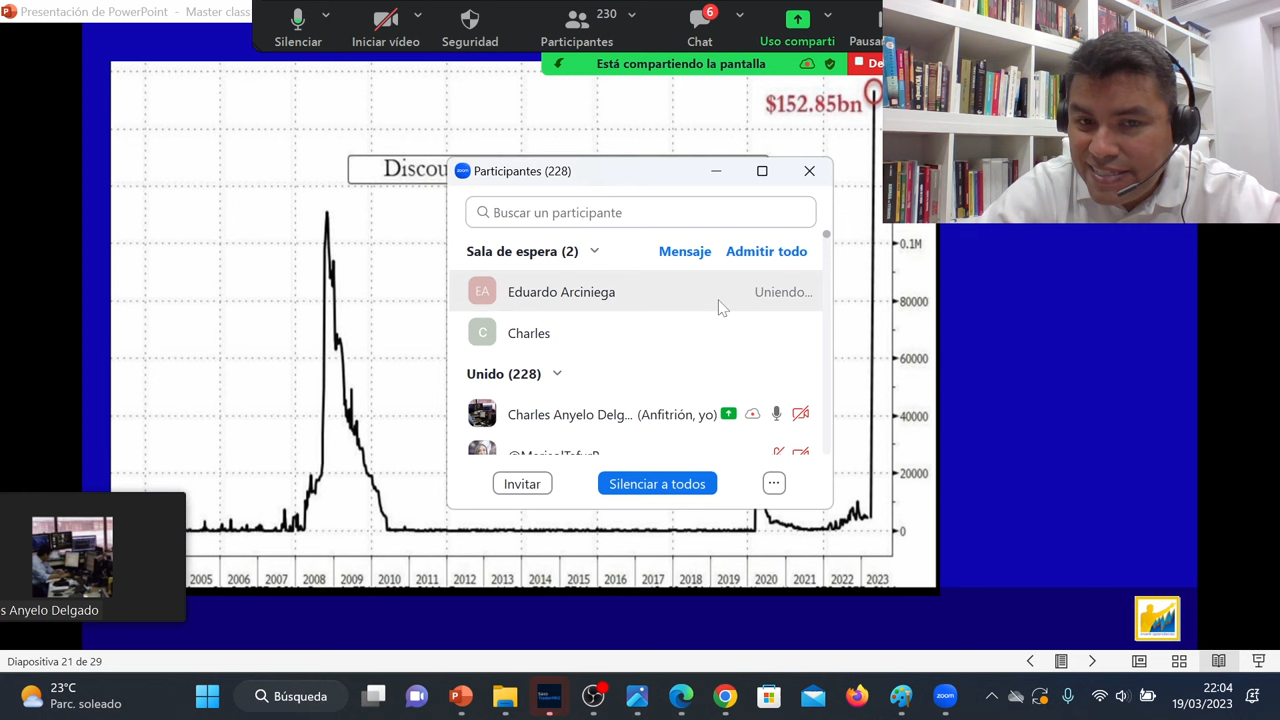 Presentación de PowerPoint - Master class
230
6
Silenciar
Iniciar vídeo
Seguridad
Participantes
Chat
Uso comparti
Pausar
Está compartiendo la pantalla
De
$152.85bn
Discou
zoom
Participantes (228)
Buscar un participante
Sala de espera (2)
Mensaje
Admitir todo
EA
Eduardo Arciniega
Uniendo...
C
Charles
Unido (228)
Charles Anyelo Delg... (Anfitrión, yo)
@MarisolTafurR
Invitar
Silenciar a todos
...
0.1M
80000
60000
40000
20000
0
2005 2006 2007 2008 2009 2010 2011 2012 2013 2014 2015 2016 2017 2018 2019 2020 2021 2022 2023
s Anyelo Delgado
Diapositiva 21 de 29
23°C
Parc. soleado
Búsqueda
zoom
22:04
19/03/2023